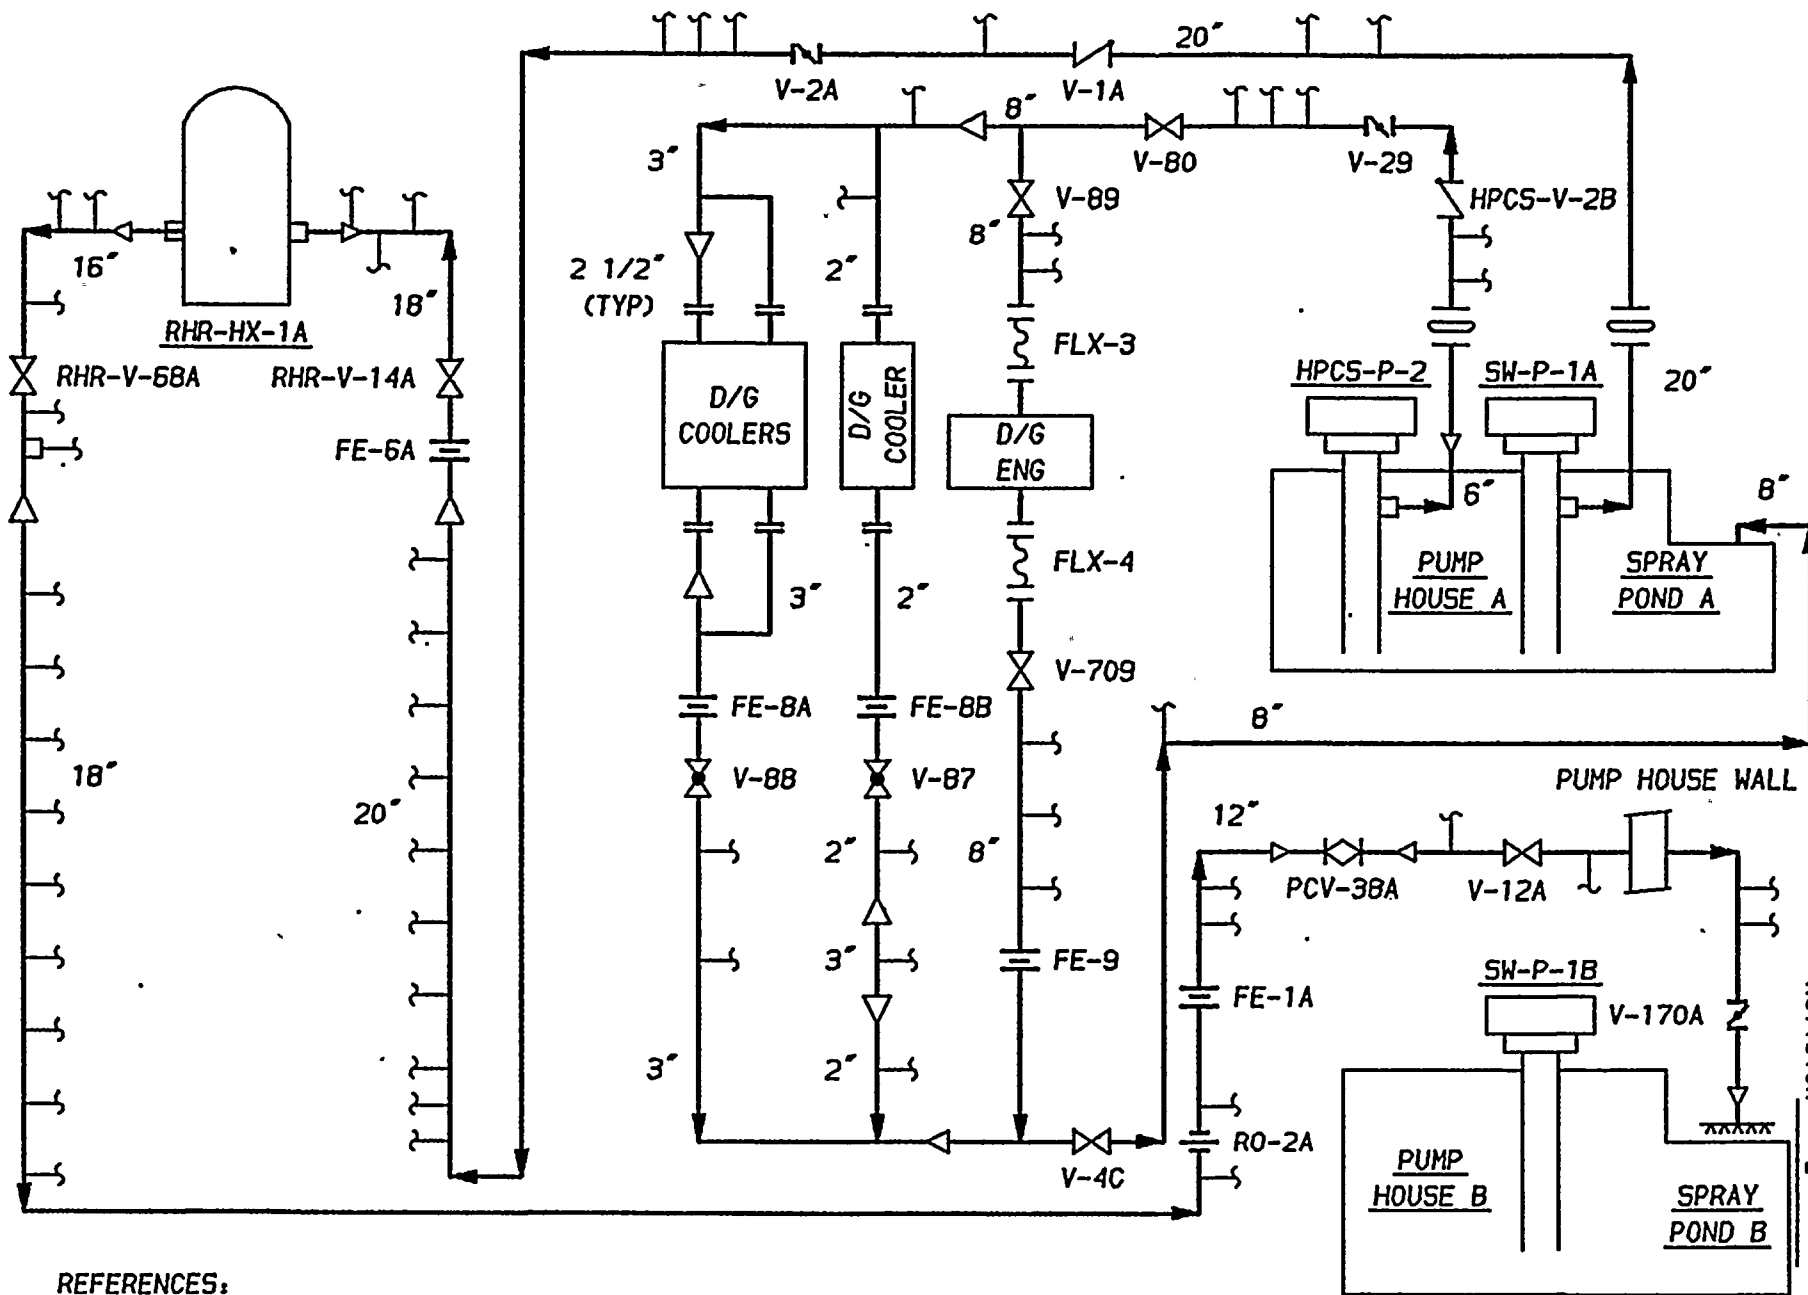 20"
V-2A
V-1A
8"
3"
V-80
V-29
V-89
HPCS-V-2B
16"
18"
2 1/2"
(TYP)
2"
8"
RHR-HX-1A
FLX-3
RHR-V-68A
RHR-V-14A
HPCS-P-2
SW-P-1A
20"
D/G
COOLERS
D/G
COOLER
D/G
ENG
FE-6A
6"
8"
FLX-4
PUMP
HOUSE A
SPRAY
POND A
3"
2"
V-709
FE-8A
FE-8B
8"
18"
V-88
V-87
PUMP HOUSE WALL
20"
12"
2"
8"
PCV-38A
V-12A
3"
FE-9
FE-1A
SW-P-1B
V-170A
3"
2"
RO-2A
V-4C
PUMP
HOUSE B
SPRAY
POND B
REFERENCES: